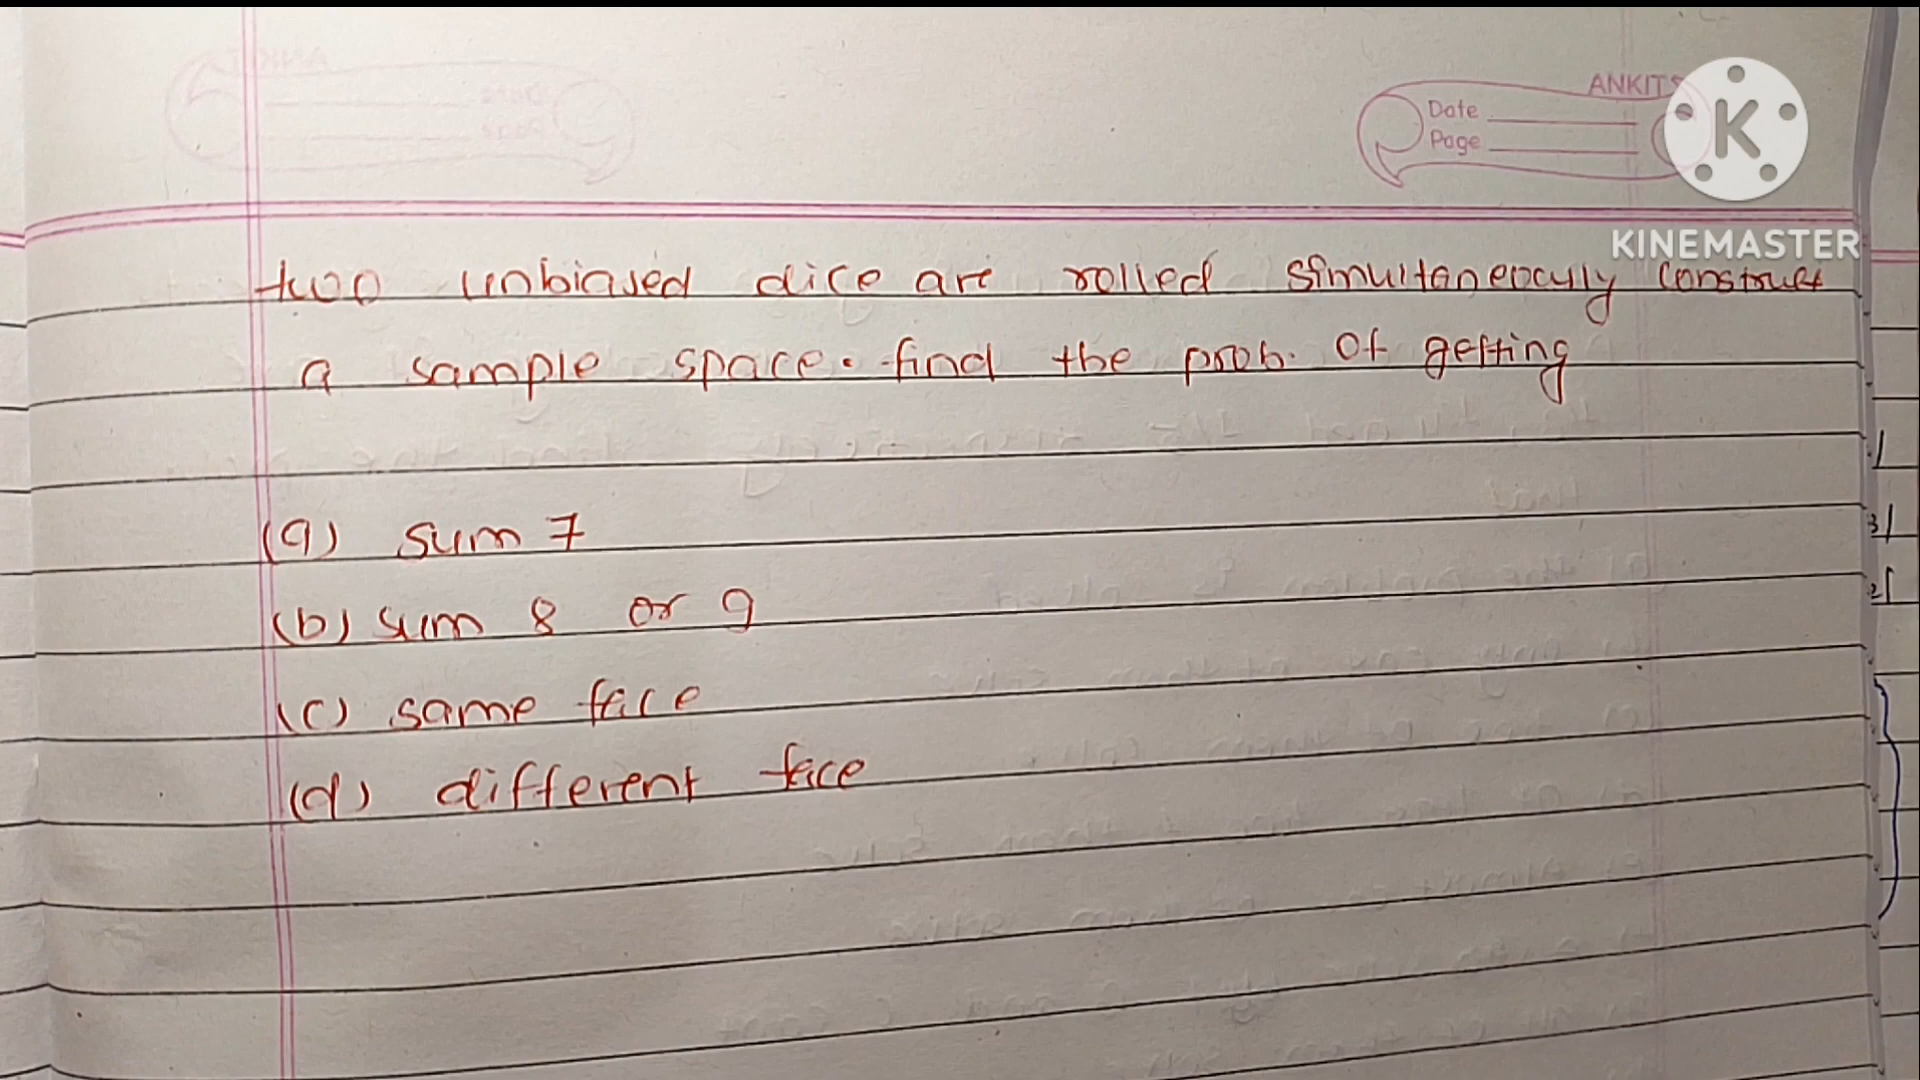 ANKITS
Date
Page
K
KINEMASTER
two unbiased dice are rolled simultaneously construct
a sample space. find the prob. of getting
(a) sum 7
(b) sum 8 or 9
(c) same face
(d) different face